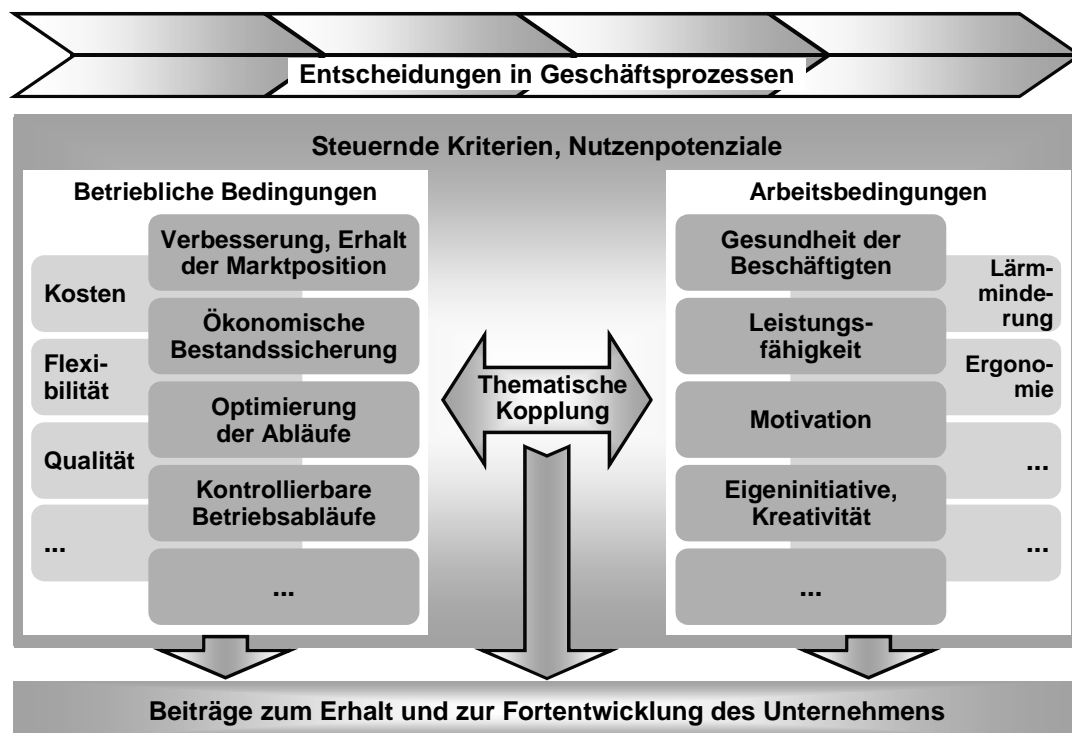 Entscheidungen in Geschäftsprozessen
Steuernde Kriterien, Nutzenpotenziale
Betriebliche Bedingungen
Kosten
Flexi-
bilität
Qualität
...
Verbesserung, Erhalt
der Marktposition
Ökonomische
Bestandssicherung
Optimierung
der Abläufe
Kontrollierbare
Betriebsabläufe
...
Thematische
Kopplung
Arbeitsbedingungen
Gesundheit der
Beschäftigten
Leistungs-
fähigkeit
Motivation
Eigeninitiative,
Kreativität
...
Lärm-
minde-
rung
Ergono-
mie
...
...
Beiträge zum Erhalt und zur Fortentwicklung des Unternehmens